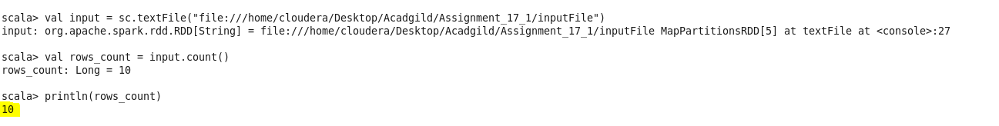 scala> val input = sc.textFile("file:///home/cloudera/Desktop/Acadgild/Assignment_17_1/inputFile")
input: org.apache.spark.rdd.RDD[String] = file:///home/cloudera/Desktop/Acadgild/Assignment_17_1/inputFile MapPartitionsRDD[5] at textFile at <console>:27
scala> val rows_count = input.count()
rows_count: Long = 10
scala> println(rows_count)
10